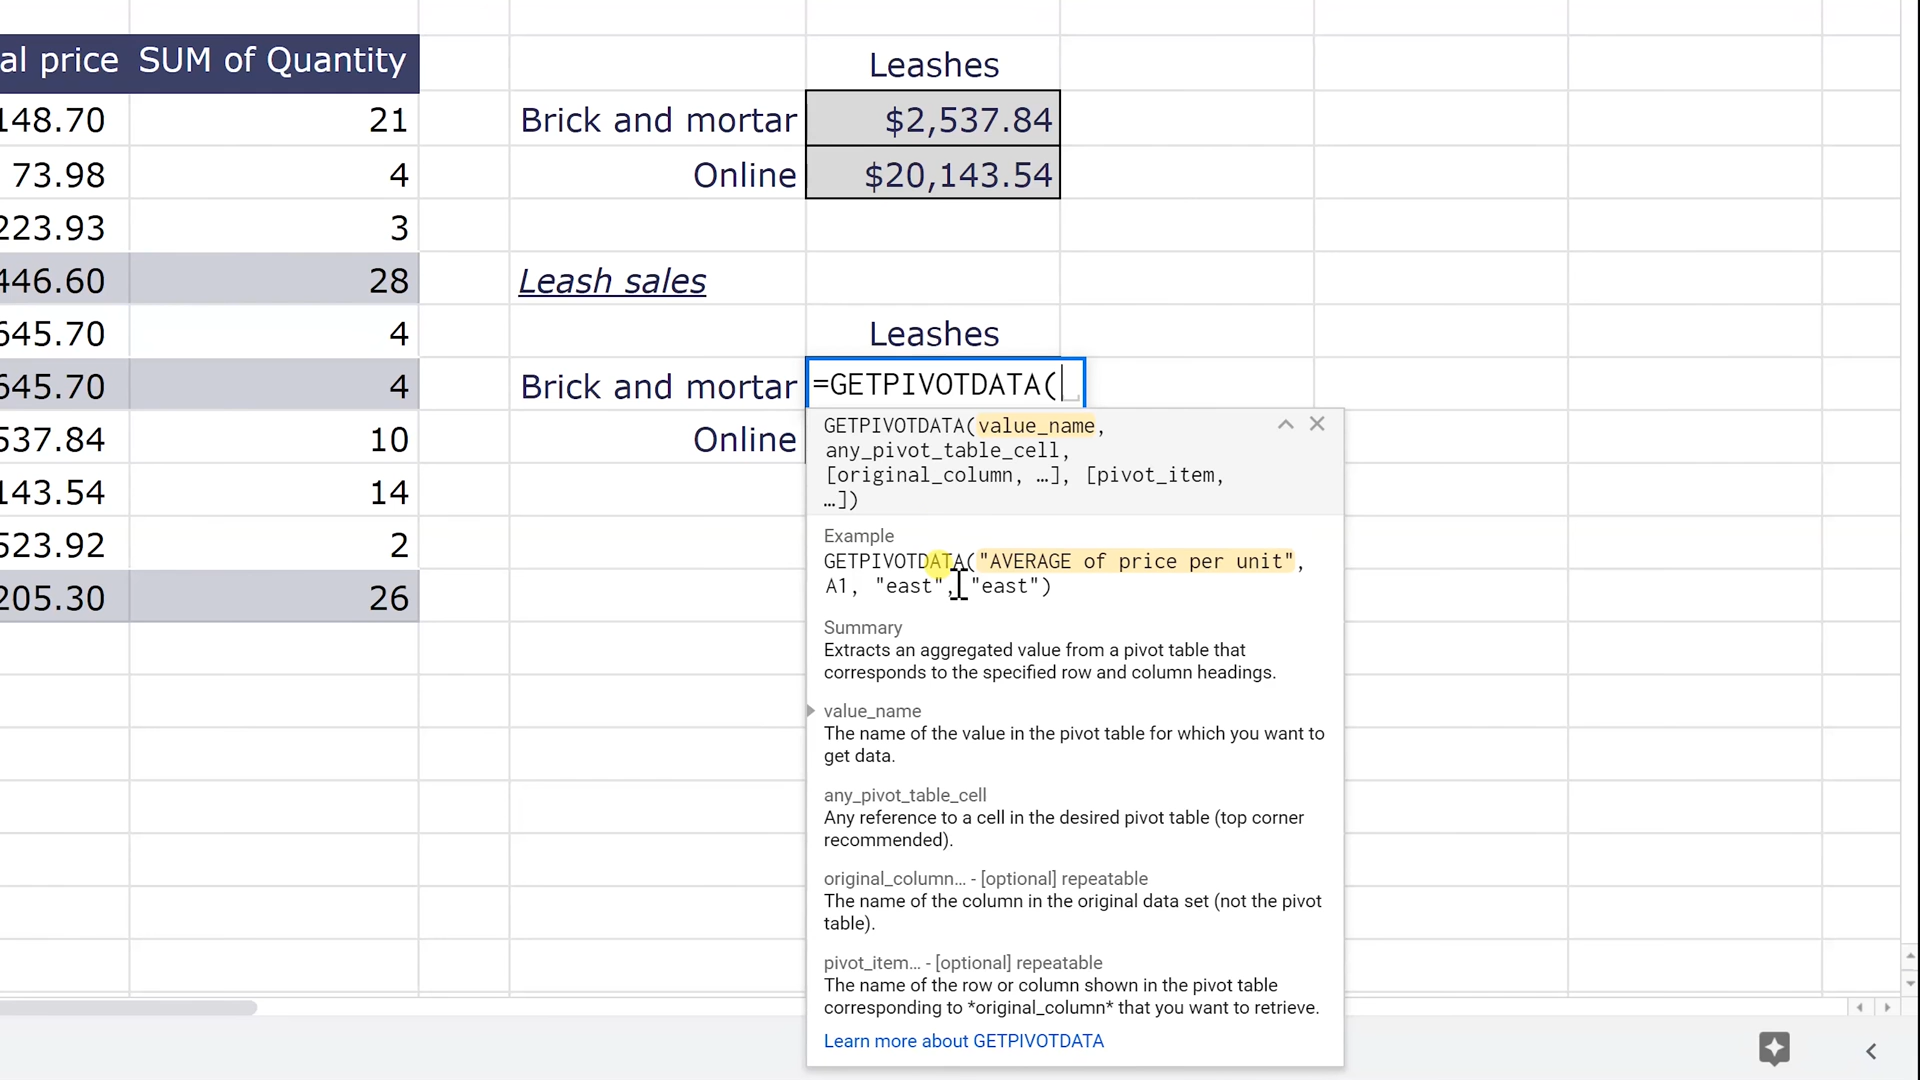 al price SUM of Quantity
Leashes
148.70 21 Brick and mortar $2,537.84
73.98 4 Online $20,143.54
223.93 3
446.60 28 Leash sales
645.70 4 Leashes
645.70 4 Brick and mortar =GETPIVOTDATA(
537.84 10 Online
143.54 14
523.92 2
205.30 26
GETPIVOTDATA(value_name,
any_pivot_table_cell,
[original_column, …], [pivot_item,
…])
Example
GETPIVOTDATA("AVERAGE of price per unit",
A1, "east", "east")
Summary
Extracts an aggregated value from a pivot table that
corresponds to the specified row and column headings.
value_name
The name of the value in the pivot table for which you want to
get data.
any_pivot_table_cell
Any reference to a cell in the desired pivot table (top corner
recommended).
original_column... - [optional] repeatable
The name of the column in the original data set (not the pivot
table).
pivot_item... - [optional] repeatable
The name of the row or column shown in the pivot table
corresponding to *original_column* that you want to retrieve.
Learn more about GETPIVOTDATA